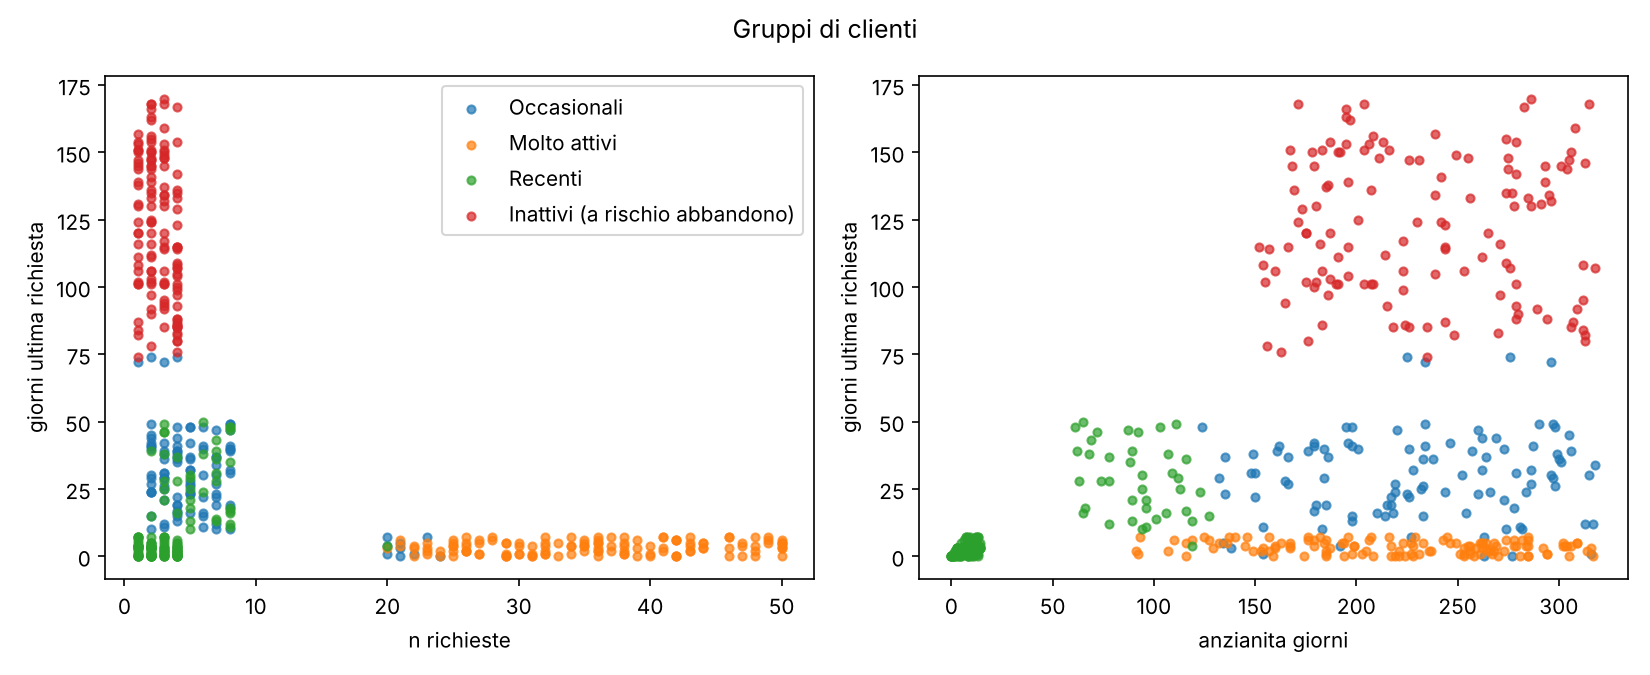 Gruppi di clienti
175
150
125
100
75
50
25
0
giorni ultima richiesta
Occasionali
Molto attivi
Recenti
Inattivi (a rischio abbandono)
0 10 20 30 40 50
n richieste
175
150
125
100
75
50
25
0
giorni ultima richiesta
0 50 100 150 200 250 300
anzianita giorni